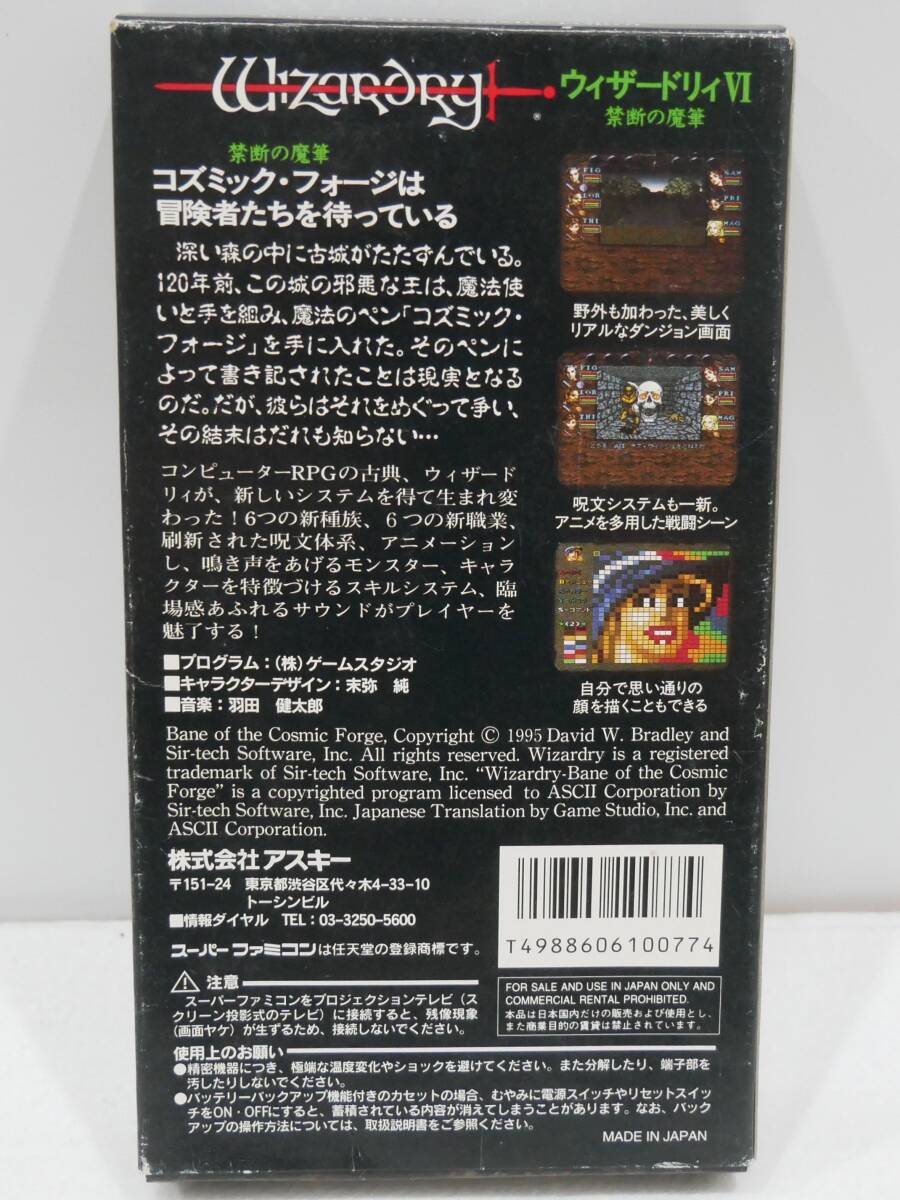 Wizardry
®
ウィザードリィVI
禁断の魔筆
禁断の魔筆
コズミック・フォージは
冒険者たちを待っている
深い森の中に古城がたたずんでいる。
120年前、この城の邪悪な王は、魔法使
いと手を組み、魔法のペン「コズミック・
フォージ」を手に入れた。そのペンに
よって書き記されたことは現実となる
のだ。だが、彼らはそれをめぐって争い、
その結末はだれも知らない…
コンピューターRPGの古典、ウィザード
リィが、新しいシステムを得て生まれ変
わった！6つの新種族、6つの新職業、
刷新された呪文体系、アニメーション
し、鳴き声をあげるモンスター、キャラ
クターを特徴づけるスキルシステム、臨
場感あふれるサウンドがプレイヤーを
魅了する！
■プログラム：(株)ゲームスタジオ
■キャラクターデザイン：末弥 純
■音楽：羽田 健太郎
FIG
SAM
LOR
PRI
THI
MAG
野外も加わった、美しく
リアルなダンジョン画面
FIG
SAM
LOR
PRI
THI
MAG
呪文システムも一新。
アニメを多用した戦闘シーン
自分で思い通りの
顔を描くこともできる
Bane of the Cosmic Forge, Copyright © 1995 David W. Bradley and
Sir-tech Software, Inc. All rights reserved. Wizardry is a registered
trademark of Sir-tech Software, Inc. “Wizardry-Bane of the Cosmic
Forge” is a copyrighted program licensed to ASCII Corporation by
Sir-tech Software, Inc. Japanese Translation by Game Studio, Inc. and
ASCII Corporation.
株式会社アスキー
〒151-24 東京都渋谷区代々木4-33-10
トーシンビル
■情報ダイヤル TEL：03-3250-5600
スーパーファミコンは任天堂の登録商標です。
T4988606100774
注意
スーパーファミコンをプロジェクションテレビ（ス
クリーン投影式のテレビ）に接続すると、残像現象
（画面ヤケ）が生ずるため、接続しないでください。
FOR SALE AND USE IN JAPAN ONLY AND
COMMERCIAL RENTAL PROHIBITED.
本品は日本国内だけの販売および使用とし、
また商業目的の賃貸は禁止されています。
使用上のお願い
●精密機器につき、極端な温度変化やショックを避けてください。また分解したり、端子部を
汚したりしないでください。
●バッテリーバックアップ機能付きのカセットの場合、むやみに電源スイッチやリセットスイッ
チをON・OFFにすると、蓄積されている内容が消えてしまうことがあります。なお、バック
アップの操作方法については、取扱説明書をご参照ください。
MADE IN JAPAN